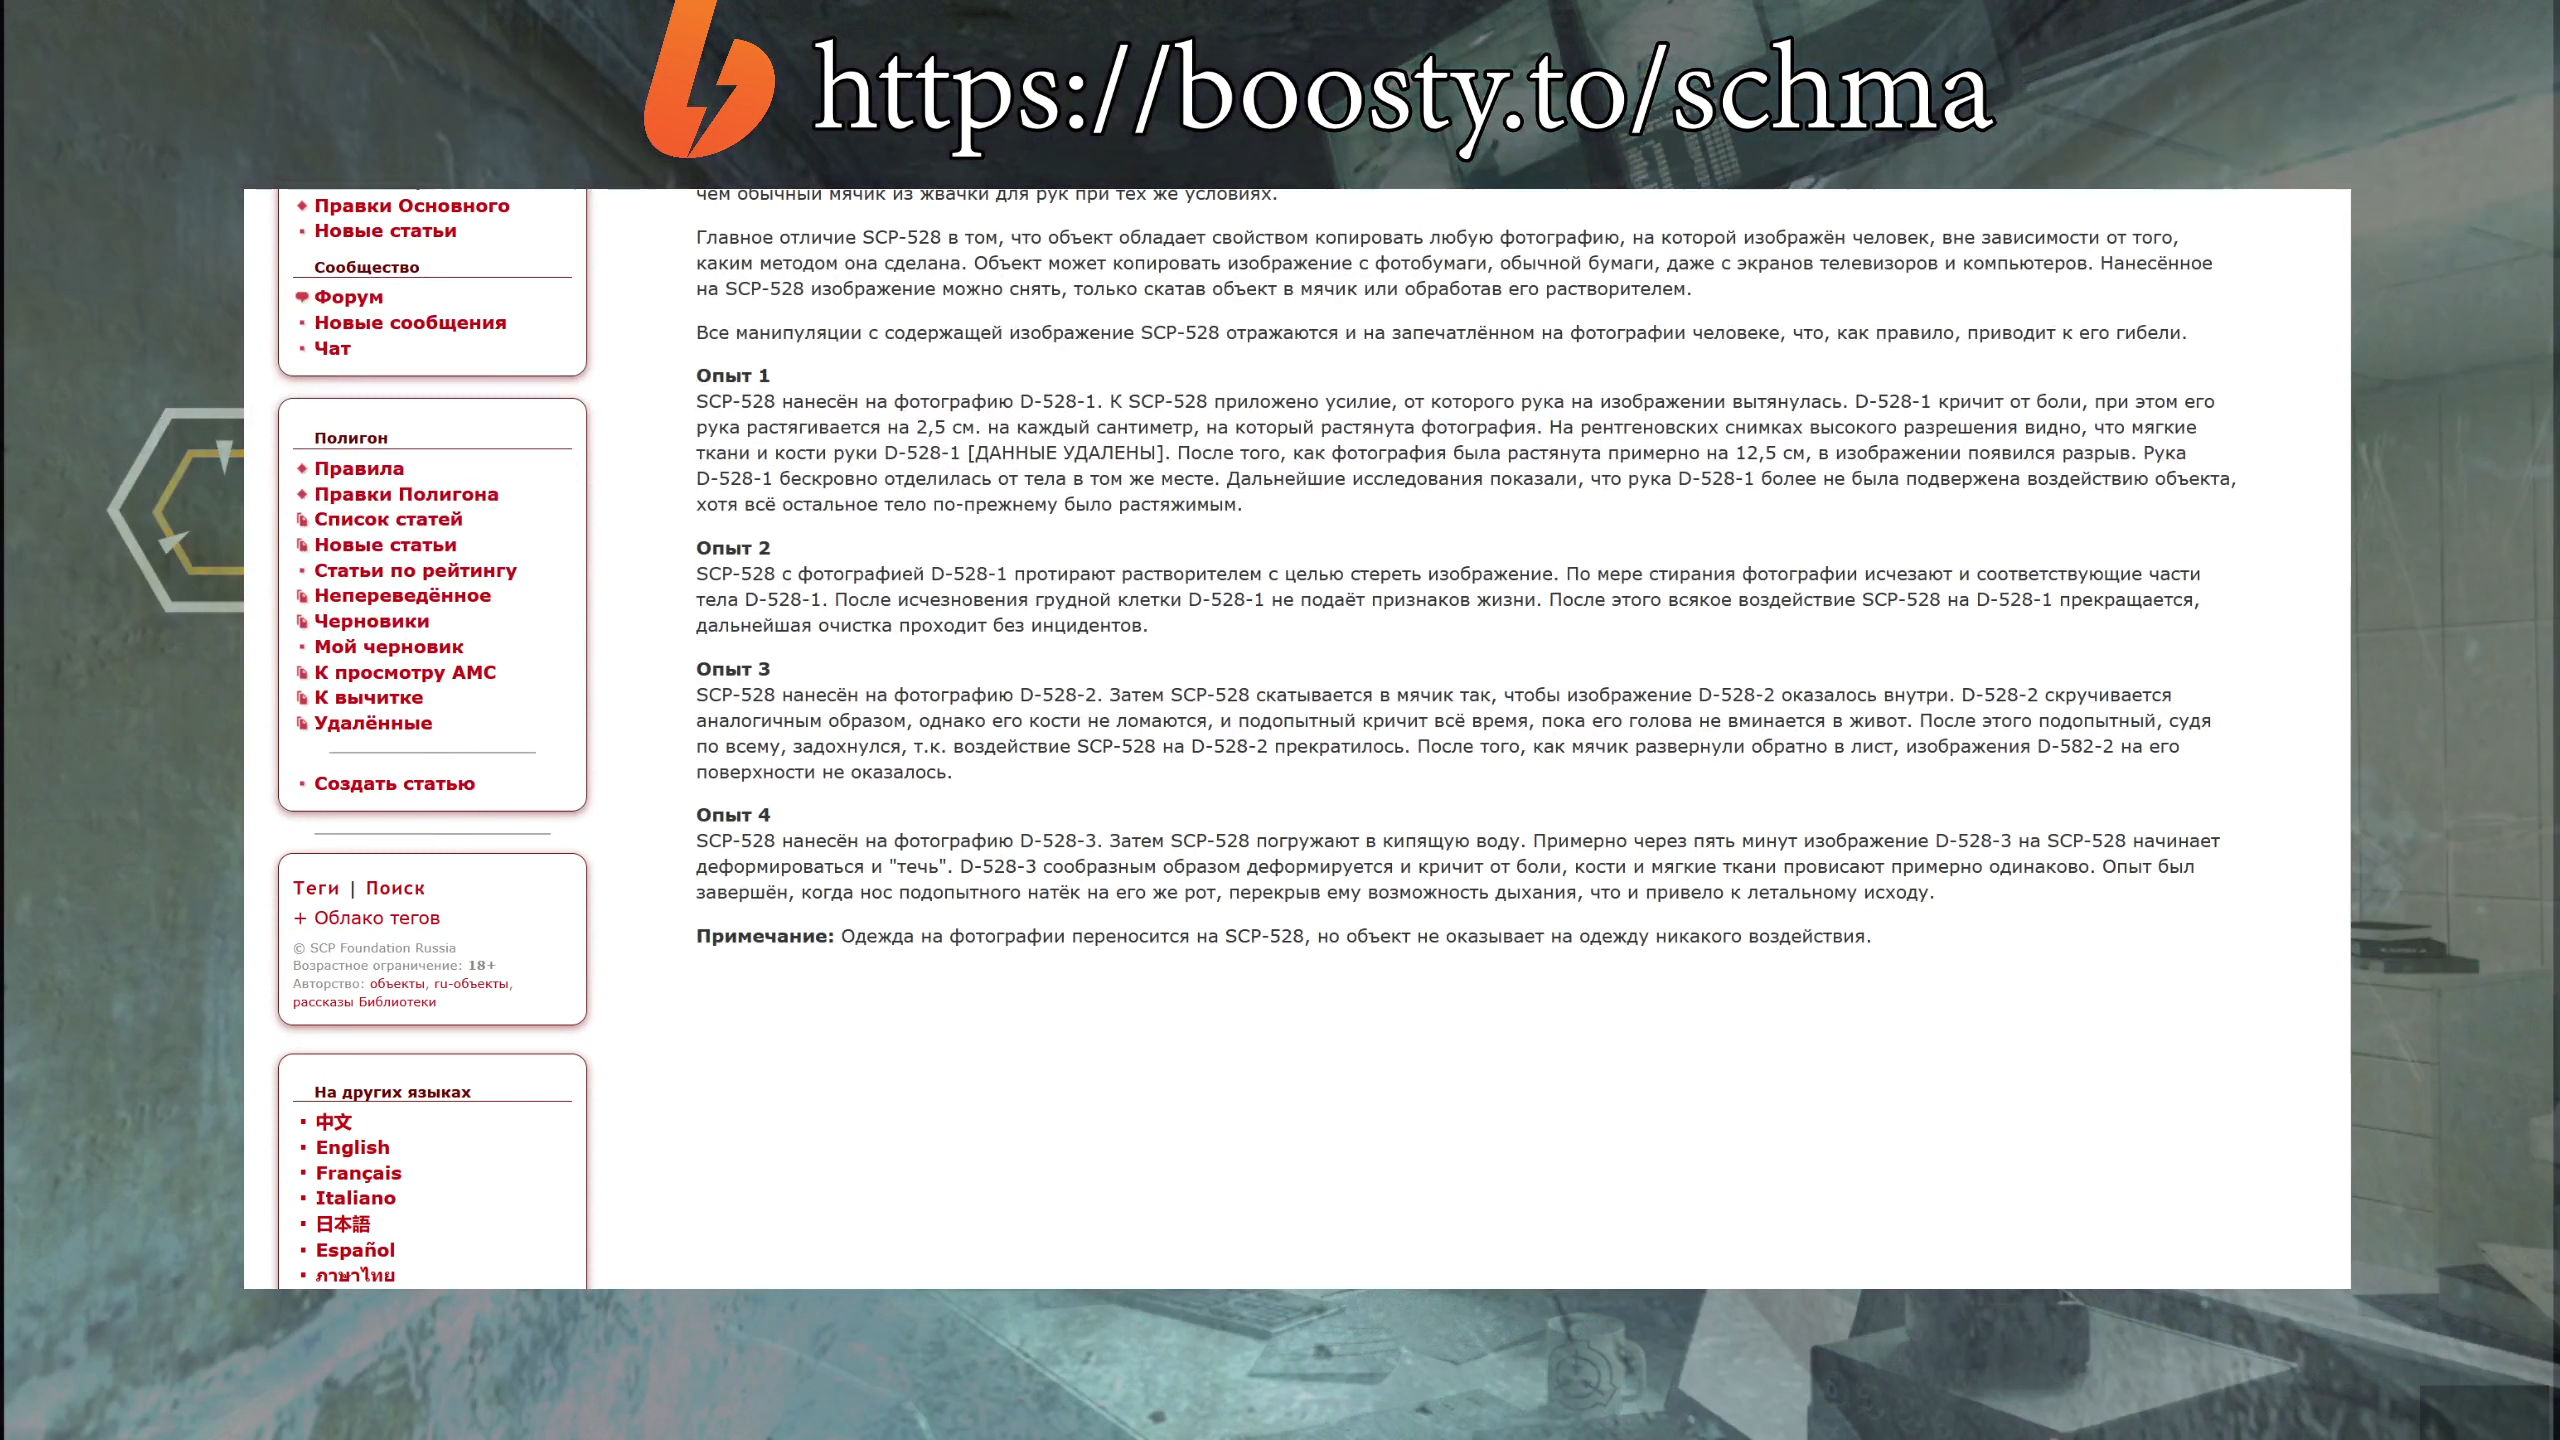 https://boosty.to/schma
Правки Основного
Новые статьи
Сообщество
Форум
Новые сообщения
Чат
Полигон
Правила
Правки Полигона
Список статей
Новые статьи
Статьи по рейтингу
Непереведённое
Черновики
Мой черновик
К просмотру АМС
К вычитке
Удалённые
Создать статью
Теги | Поиск
+ Облако тегов
© SCP Foundation Russia
Возрастное ограничение: 18+
Авторство: объекты, ru-объекты,
рассказы Библиотеки
На других языках
中文
English
Français
Italiano
日本語
Español
ภาษาไทย
чем обычный мячик из жвачки для рук при тех же условиях.
Главное отличие SCP-528 в том, что объект обладает свойством копировать любую фотографию, на которой изображён человек, вне зависимости от того,
каким методом она сделана. Объект может копировать изображение с фотобумаги, обычной бумаги, даже с экранов телевизоров и компьютеров. Нанесённое
на SCP-528 изображение можно снять, только скатав объект в мячик или обработав его растворителем.
Все манипуляции с содержащей изображение SCP-528 отражаются и на запечатлённом на фотографии человеке, что, как правило, приводит к его гибели.
Опыт 1
SCP-528 нанесён на фотографию D-528-1. К SCP-528 приложено усилие, от которого рука на изображении вытянулась. D-528-1 кричит от боли, при этом его
рука растягивается на 2,5 см. на каждый сантиметр, на который растянута фотография. На рентгеновских снимках высокого разрешения видно, что мягкие
ткани и кости руки D-528-1 [ДАННЫЕ УДАЛЕНЫ]. После того, как фотография была растянута примерно на 12,5 см, в изображении появился разрыв. Рука
D-528-1 бескровно отделилась от тела в том же месте. Дальнейшие исследования показали, что рука D-528-1 более не была подвержена воздействию объекта,
хотя всё остальное тело по-прежнему было растяжимым.
Опыт 2
SCP-528 с фотографией D-528-1 протирают растворителем с целью стереть изображение. По мере стирания фотографии исчезают и соответствующие части
тела D-528-1. После исчезновения грудной клетки D-528-1 не подаёт признаков жизни. После этого всякое воздействие SCP-528 на D-528-1 прекращается,
дальнейшая очистка проходит без инцидентов.
Опыт 3
SCP-528 нанесён на фотографию D-528-2. Затем SCP-528 скатывается в мячик так, чтобы изображение D-528-2 оказалось внутри. D-528-2 скручивается
аналогичным образом, однако его кости не ломаются, и подопытный кричит всё время, пока его голова не вминается в живот. После этого подопытный, судя
по всему, задохнулся, т.к. воздействие SCP-528 на D-528-2 прекратилось. После того, как мячик развернули обратно в лист, изображения D-582-2 на его
поверхности не оказалось.
Опыт 4
SCP-528 нанесён на фотографию D-528-3. Затем SCP-528 погружают в кипящую воду. Примерно через пять минут изображение D-528-3 на SCP-528 начинает
деформироваться и "течь". D-528-3 сообразным образом деформируется и кричит от боли, кости и мягкие ткани провисают примерно одинаково. Опыт был
завершён, когда нос подопытного натёк на его же рот, перекрыв ему возможность дыхания, что и привело к летальному исходу.
Примечание: Одежда на фотографии переносится на SCP-528, но объект не оказывает на одежду никакого воздействия.